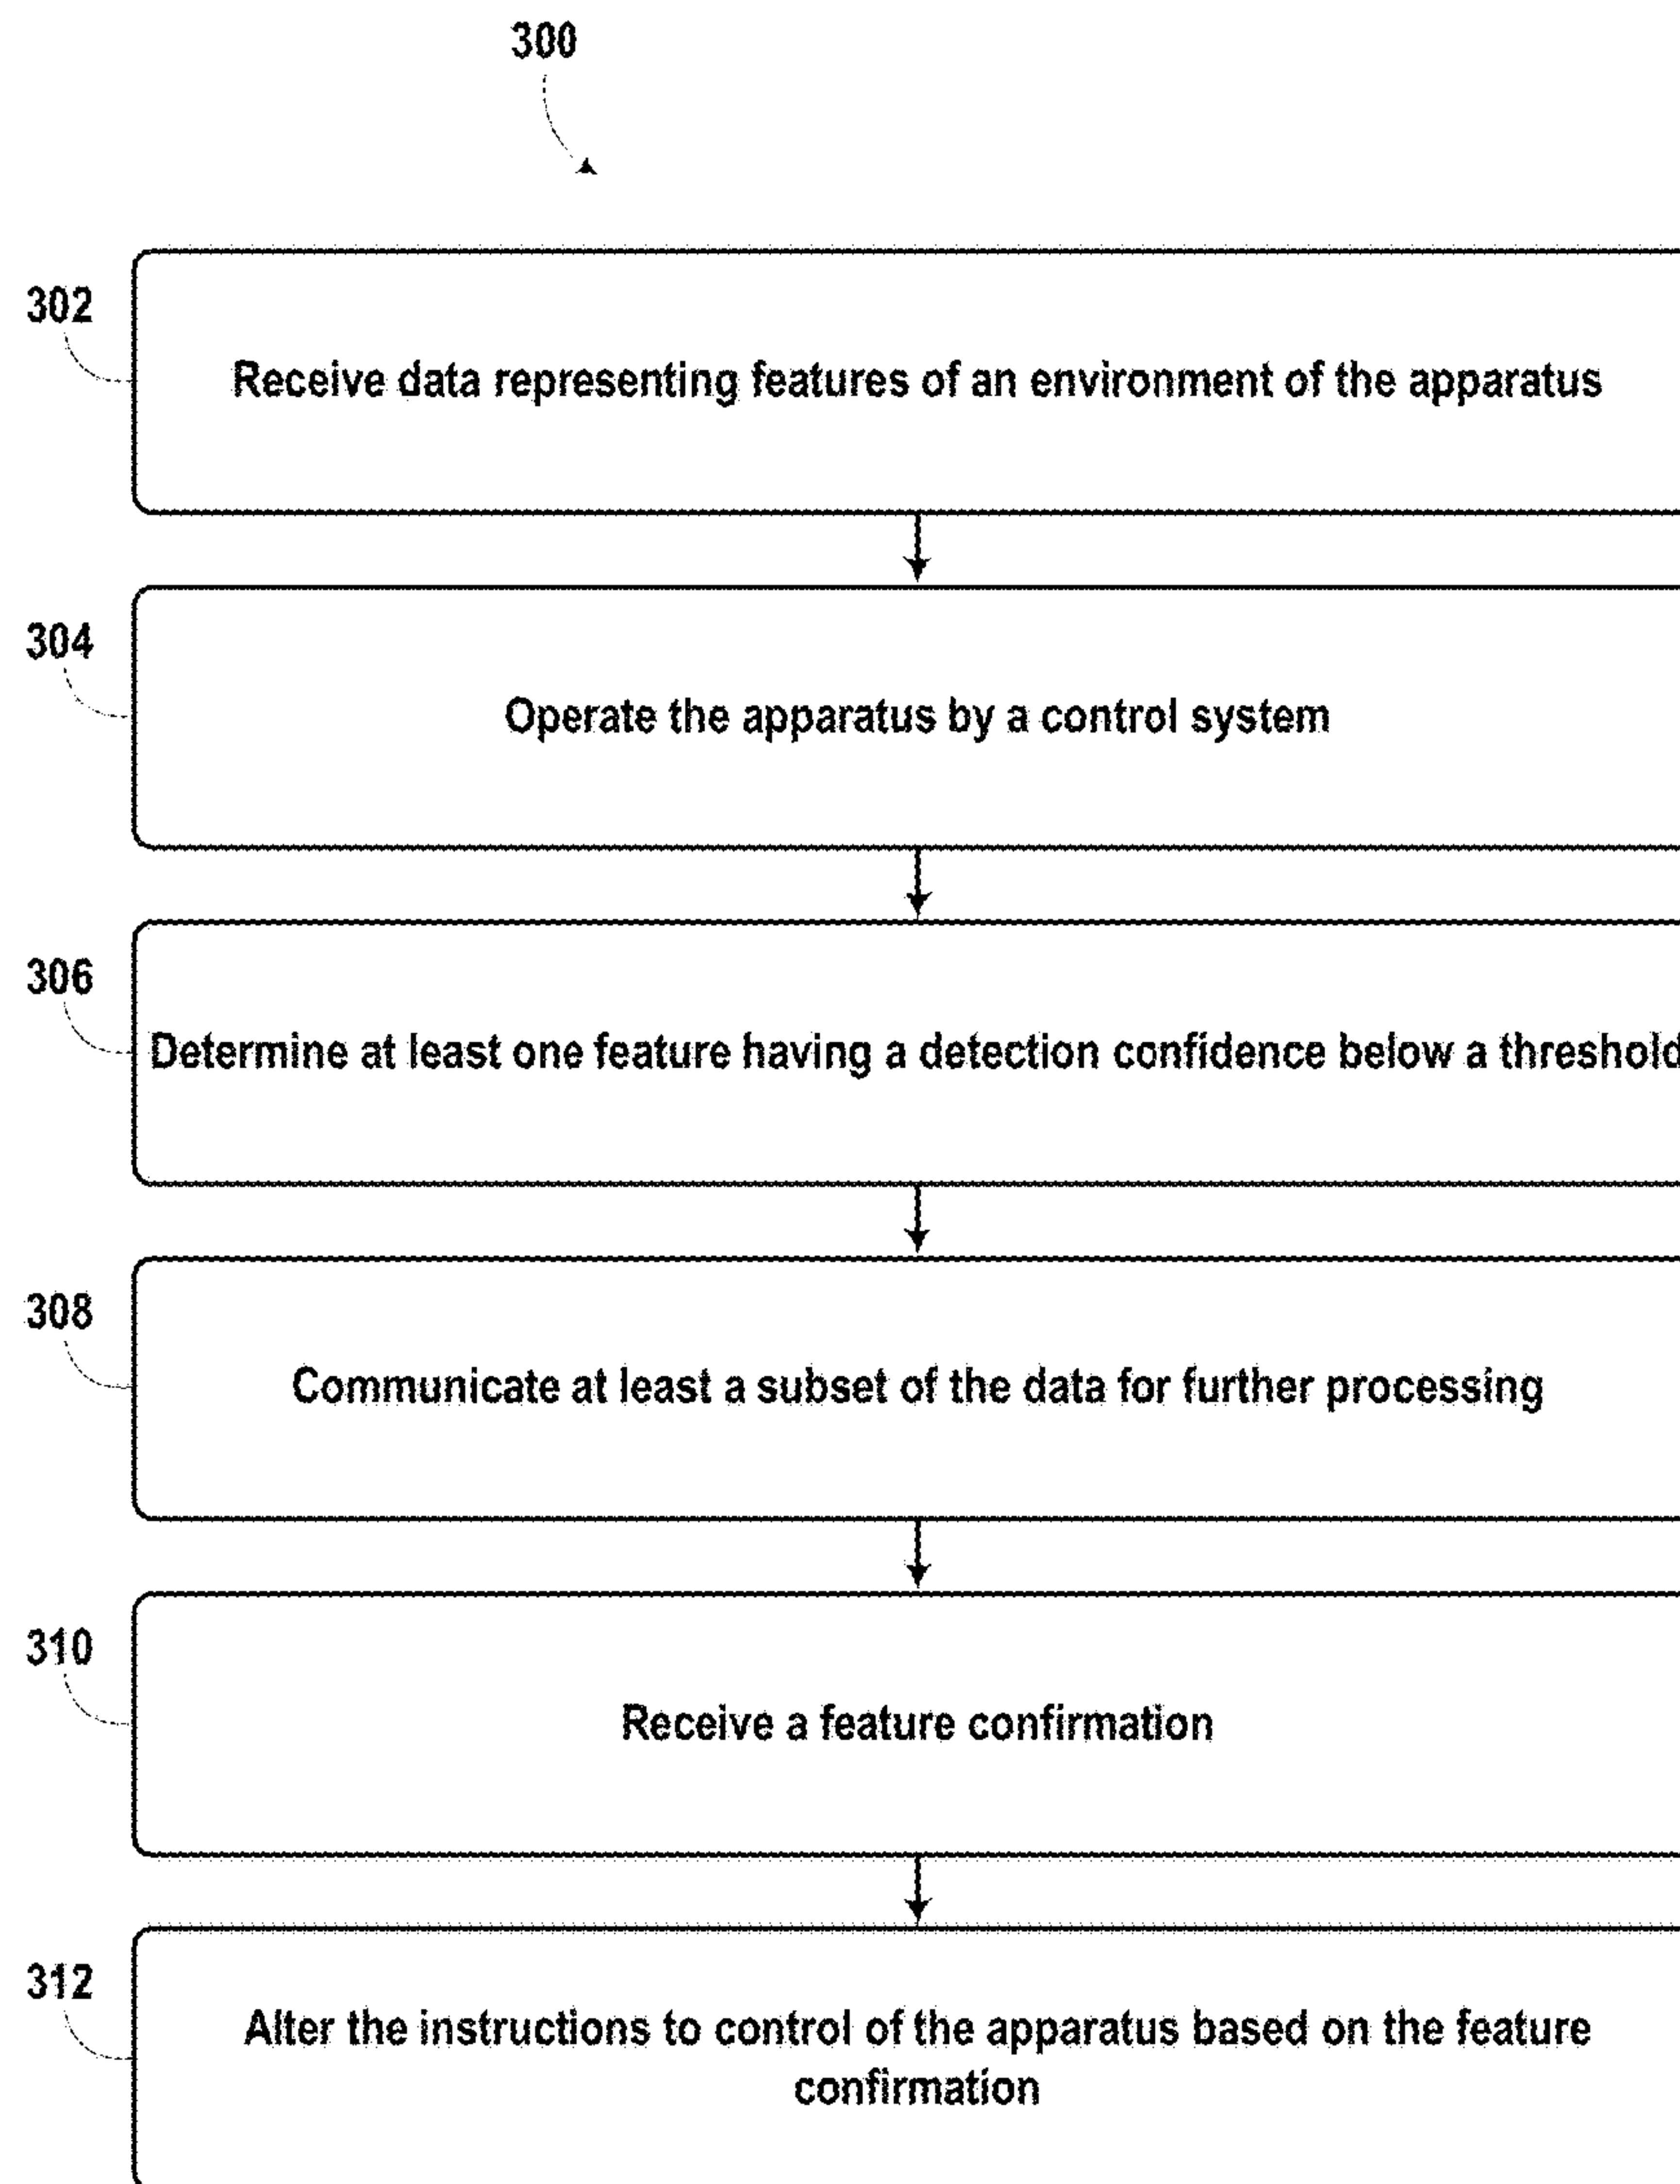 300
302
Receive data representing features of an environment of the apparatus
304
Operate the apparatus by a control system
306
Determine at least one feature having a detection confidence below a threshold
308
Communicate at least a subset of the data for further processing
310
Receive a feature confirmation
312
Alter the instructions to control of the apparatus based on the feature
confirmation